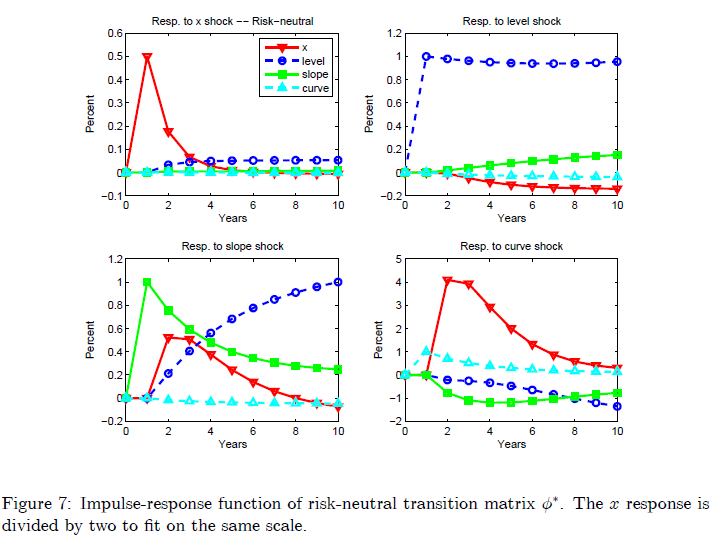 Resp. to x shock −− Risk−neutral
0.6
0.5
0.4
0.3
0.2
0.1
0
−0.1
Percent
0 2 4 6 8 10
Years
x
level
slope
curve
Resp. to level shock
1.2
1
0.8
0.6
0.4
0.2
0
−0.2
Percent
0 2 4 6 8 10
Years
Resp. to slope shock
1.2
1
0.8
0.6
0.4
0.2
0
−0.2
Percent
0 2 4 6 8 10
Years
Resp. to curve shock
5
4
3
2
1
0
−1
−2
Percent
0 2 4 6 8 10
Years
Figure 7: Impulse-response function of risk-neutral transition matrix ϕ*. The x response is
divided by two to fit on the same scale.